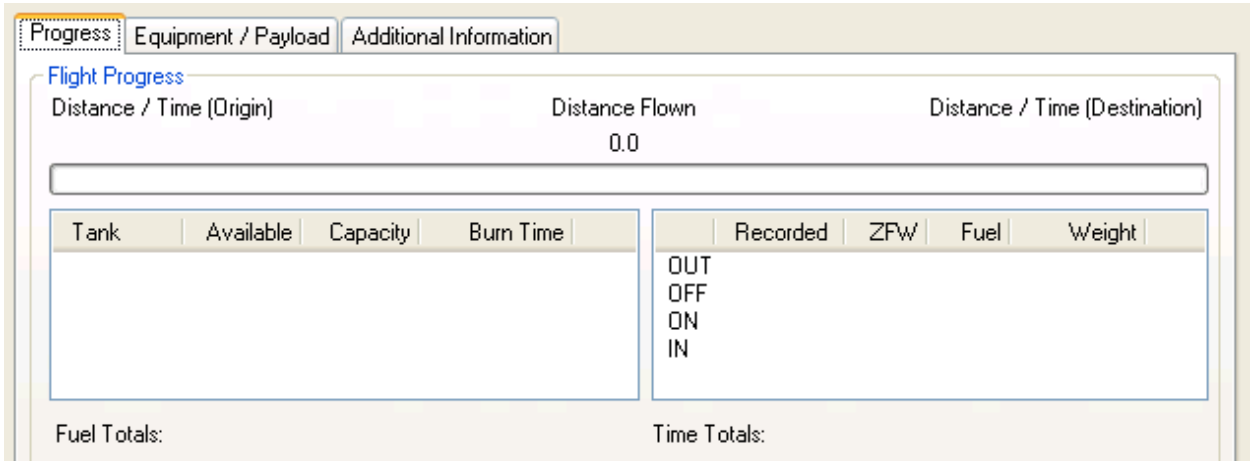 Progress Equipment / Payload Additional Information
Flight Progress
Distance / Time (Origin) Distance Flown Distance / Time (Destination)
0.0
Tank Available Capacity Burn Time Recorded ZFW Fuel Weight
OUT
OFF
ON
IN
Fuel Totals: Time Totals: